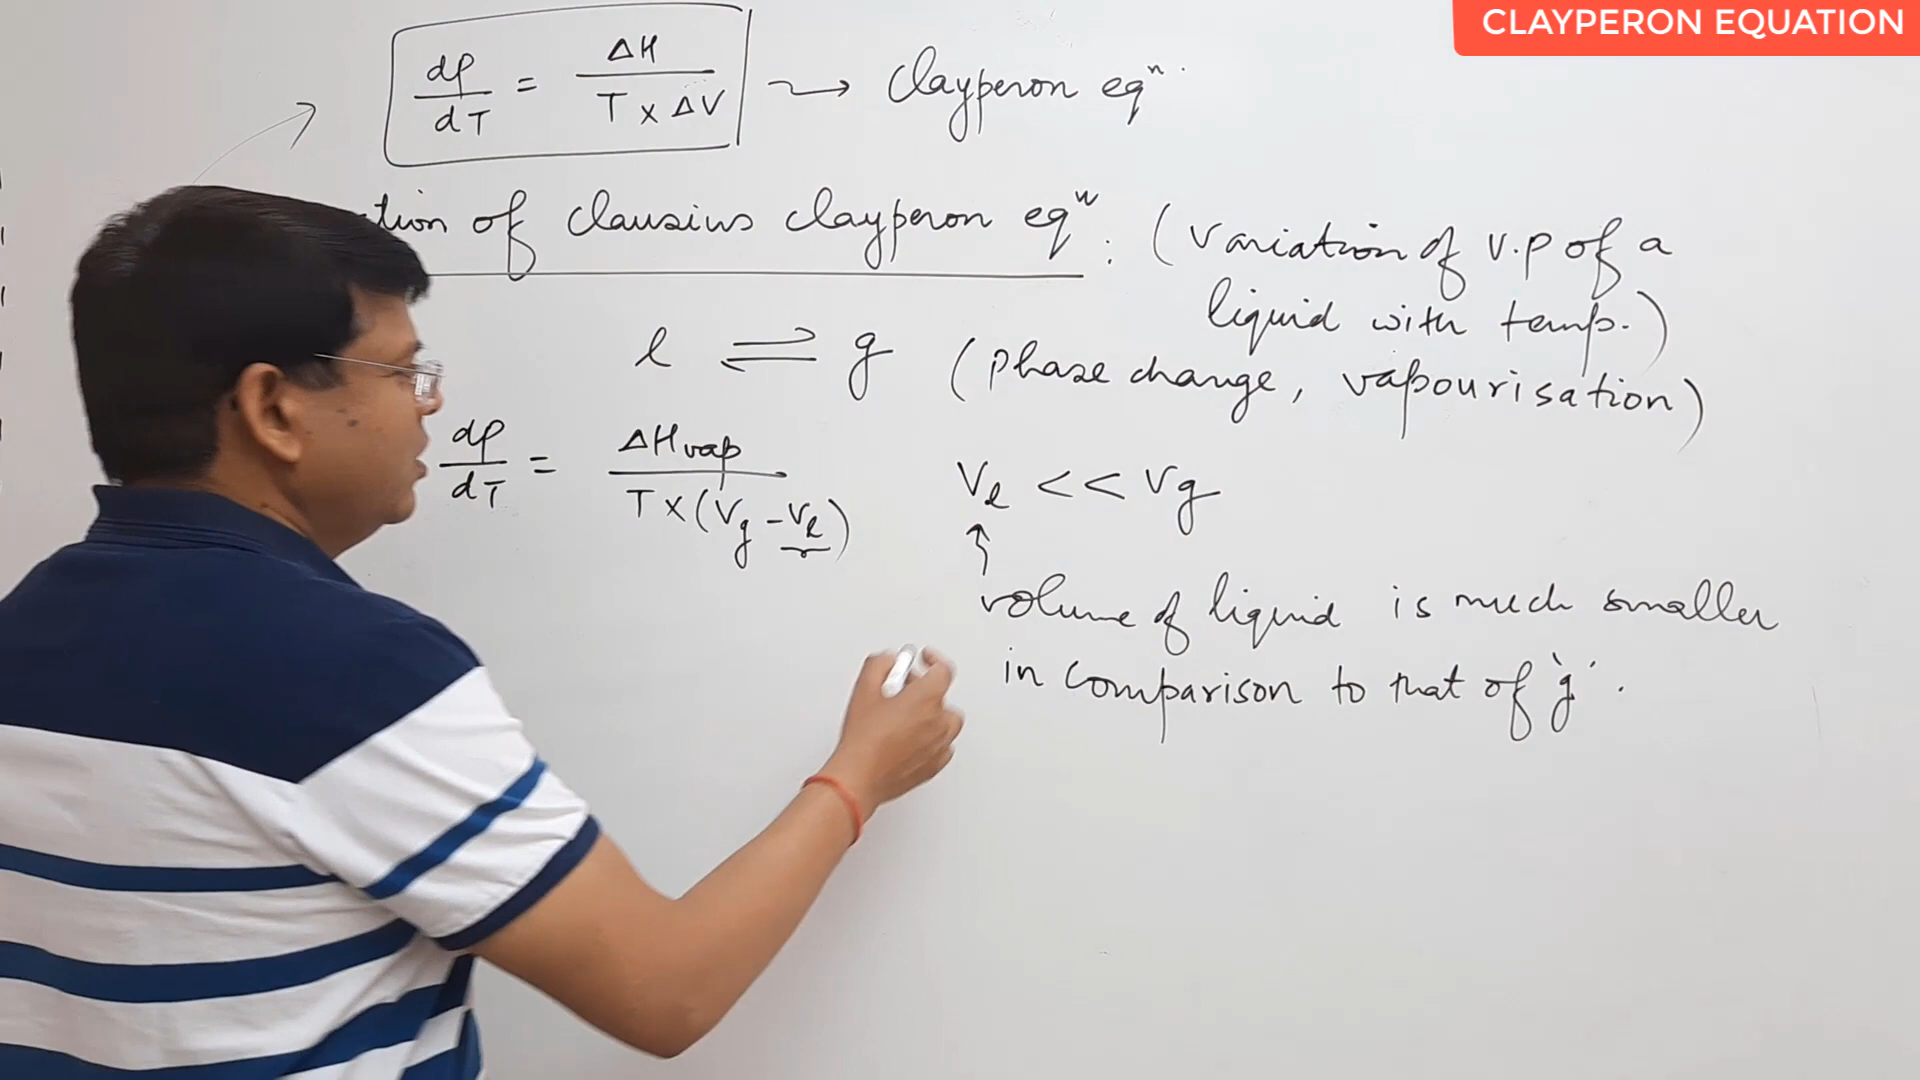 CLAYPERON EQUATION
dp/dT = ΔH / T × ΔV → Clayperon eqⁿ.
tion of clausius clayperon eqⁿ. (variation of v.p of a
liquid with temp.)
l ⇌ g (phase change, vapourisation)
dp/dT = ΔHvap / T × (Vg - Vl)
Vl << Vg
↑
volume of liquid is much smaller
in comparison to that of 'g'.